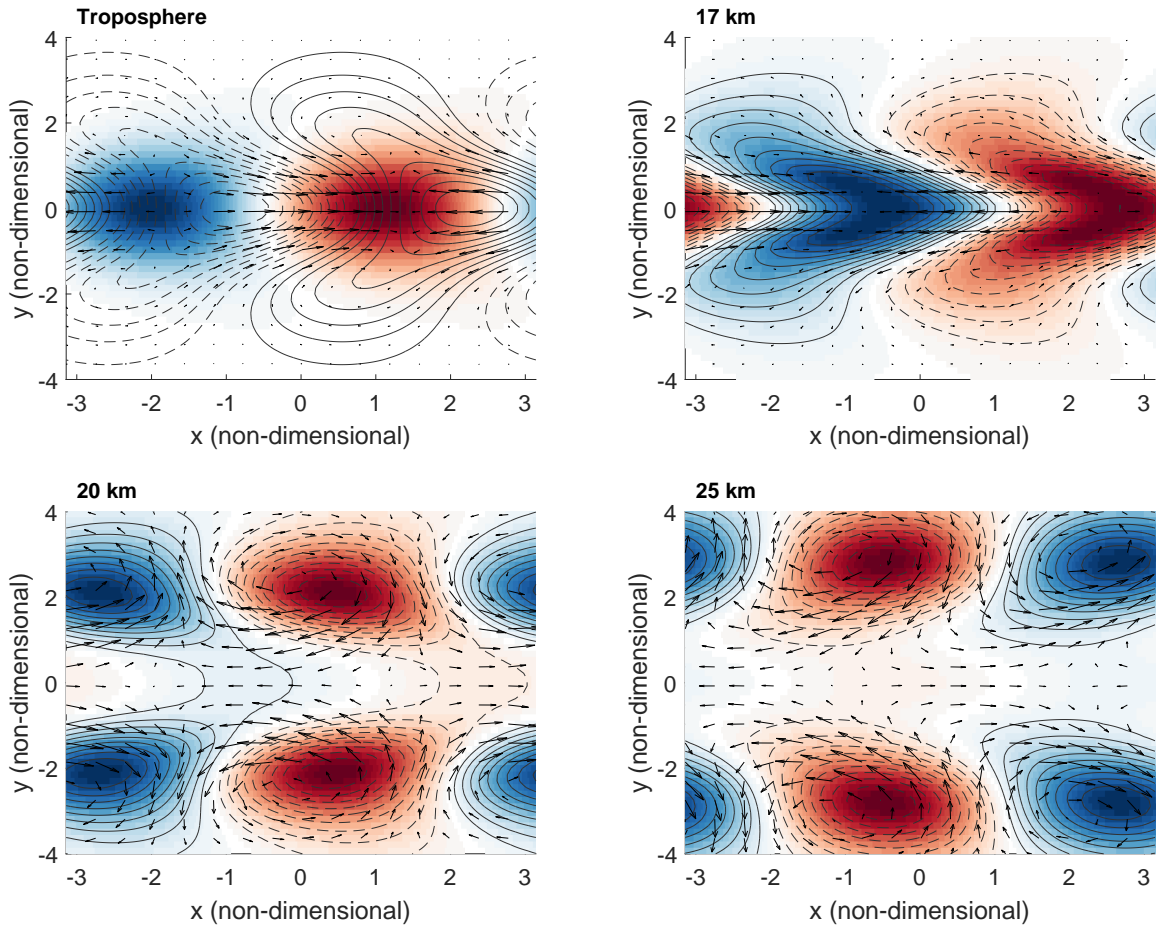 Troposphere
4
2
0
-2
-4
y (non-dimensional)
-3 -2 -1 0 1 2 3
x (non-dimensional)
17 km
4
2
0
-2
-4
y (non-dimensional)
-3 -2 -1 0 1 2 3
x (non-dimensional)
20 km
4
2
0
-2
-4
y (non-dimensional)
-3 -2 -1 0 1 2 3
x (non-dimensional)
25 km
4
2
0
-2
-4
y (non-dimensional)
-3 -2 -1 0 1 2 3
x (non-dimensional)